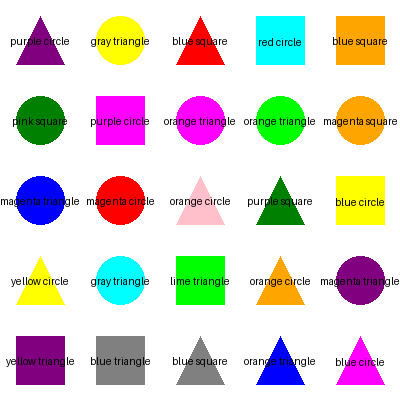 purple circle
gray triangle
blue square
red circle
blue square
pink square
purple circle
orange triangle
orange triangle
magenta square
magenta triangle
magenta circle
orange circle
purple square
blue circle
yellow circle
gray triangle
lime triangle
orange circle
magenta triangle
yellow triangle
blue triangle
blue square
orange triangle
blue circle